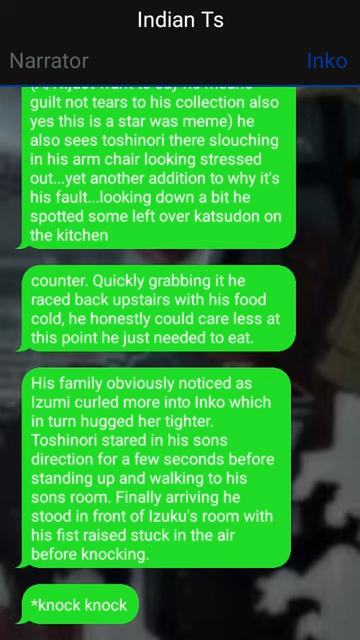 Indian Ts
Narrator
Inko
(A/N:just want to say he means
guilt not tears to his collection also
yes this is a star was meme) he
also sees toshinori there slouching
in his arm chair looking stressed
out...yet another addition to why it's
his fault...looking down a bit he
spotted some left over katsudon on
the kitchen
counter. Quickly grabbing it he
raced back upstairs with his food
cold, he honestly could care less at
this point he just needed to eat.
His family obviously noticed as
Izumi curled more into Inko which
in turn hugged her tighter.
Toshinori stared in his sons
direction for a few seconds before
standing up and walking to his
sons room. Finally arriving he
stood in front of Izuku's room with
his fist raised stuck in the air
before knocking.
*knock knock